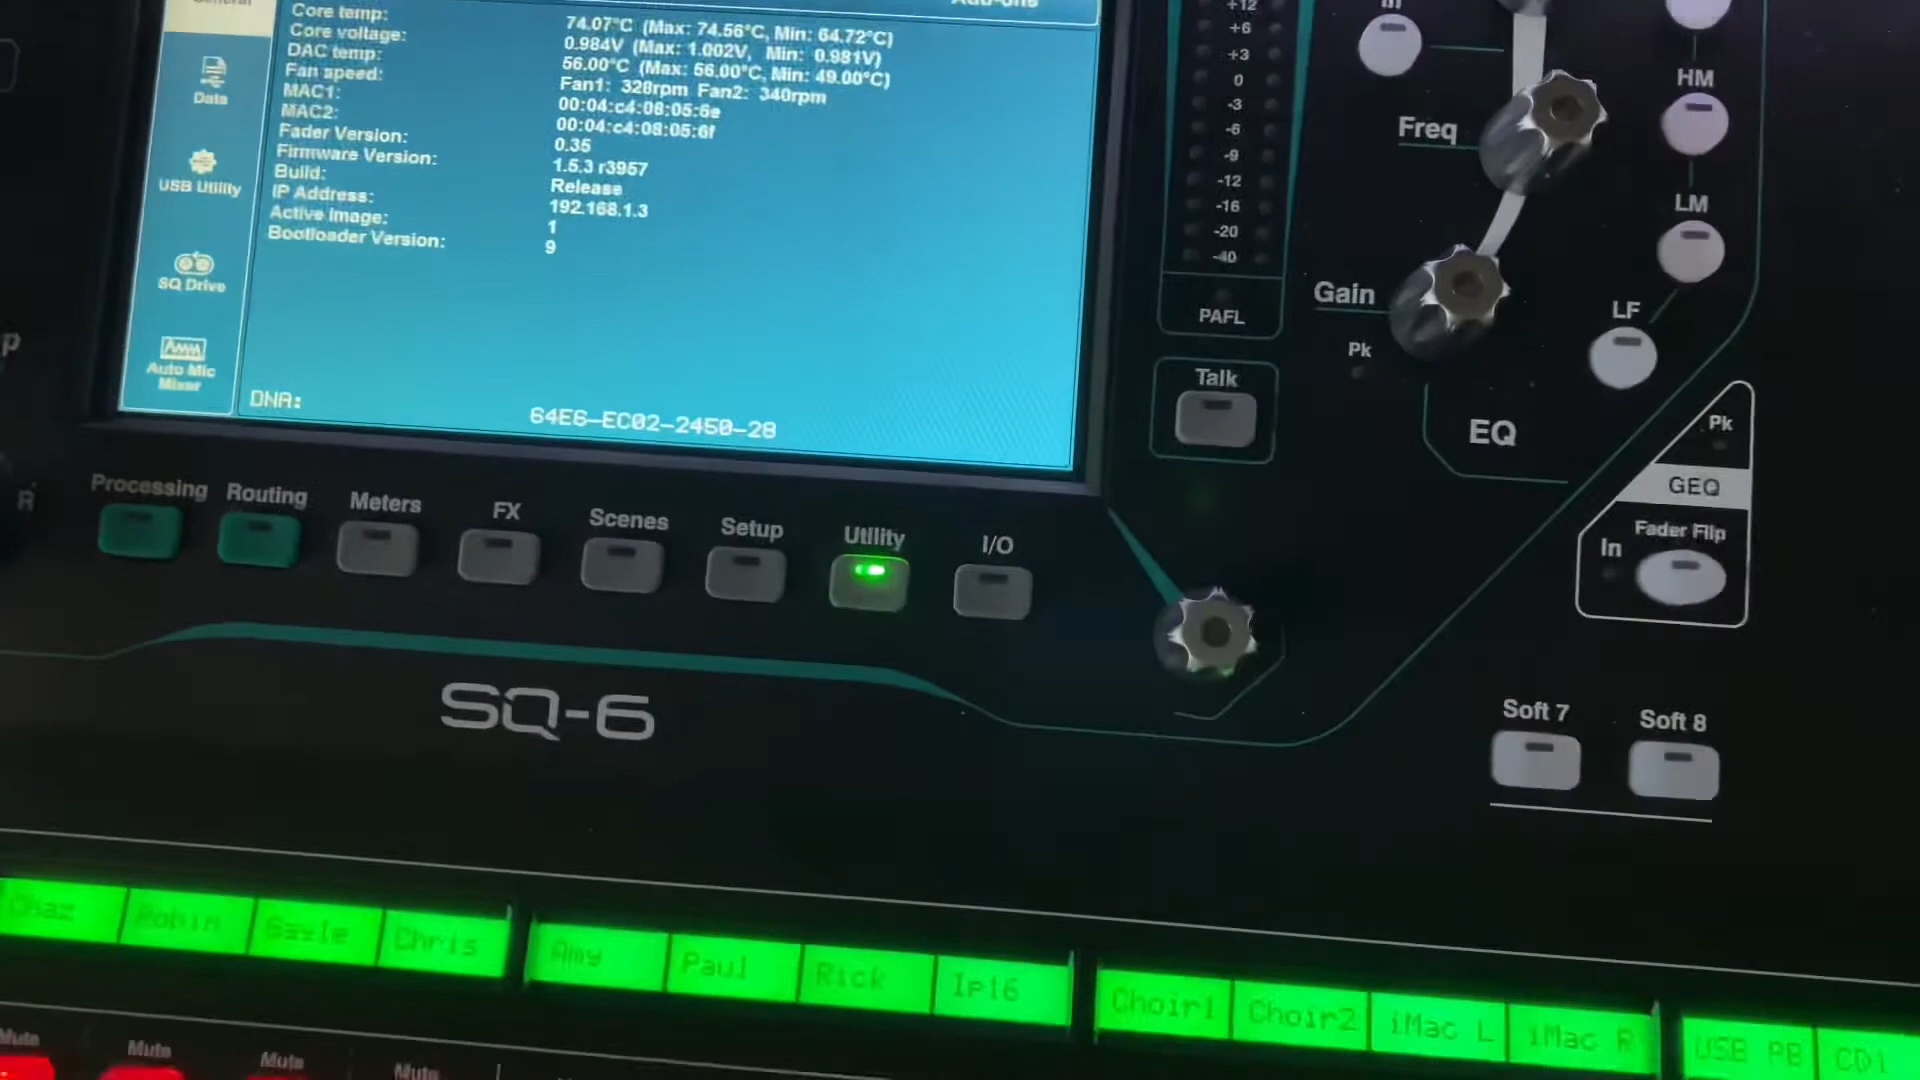 General
Add-ons
Core temp: 74.07°C (Max: 74.56°C, Min: 64.72°C)
Core voltage: 0.984V (Max: 1.002V, Min: 0.981V)
DAC temp: 56.00°C (Max: 56.00°C, Min: 49.00°C)
Fan speed: Fan1: 328rpm Fan2: 340rpm
MAC1: 00:04:c4:08:05:6e
MAC2: 00:04:c4:08:05:6f
Fader Version: 0.35
Firmware Version: 1.5.3 r3957
Build: Release
IP Address: 192.168.1.3
Active Image: 1
Bootloader Version: 9
DNA: 64E6-EC02-2450-28
Data
USB Utility
SQ Drive
Auto Mic
Mixer
+12
+6
+3
0
-3
-6
-9
-12
-16
-20
-40
PAFL
Talk
In
Freq
Gain
Pk
HM
LM
LF
EQ
Pk
GEQ
Fader Flip
In
p
R
Processing Routing Meters FX Scenes Setup Utility I/O
SQ-6
Soft 7 Soft 8
Chaz Robin Gayle Chris Amy Paul Rick Ip16 Choir1 Choir2 iMac L iMac R USB PB CD1
Mute Mute Mute Mute